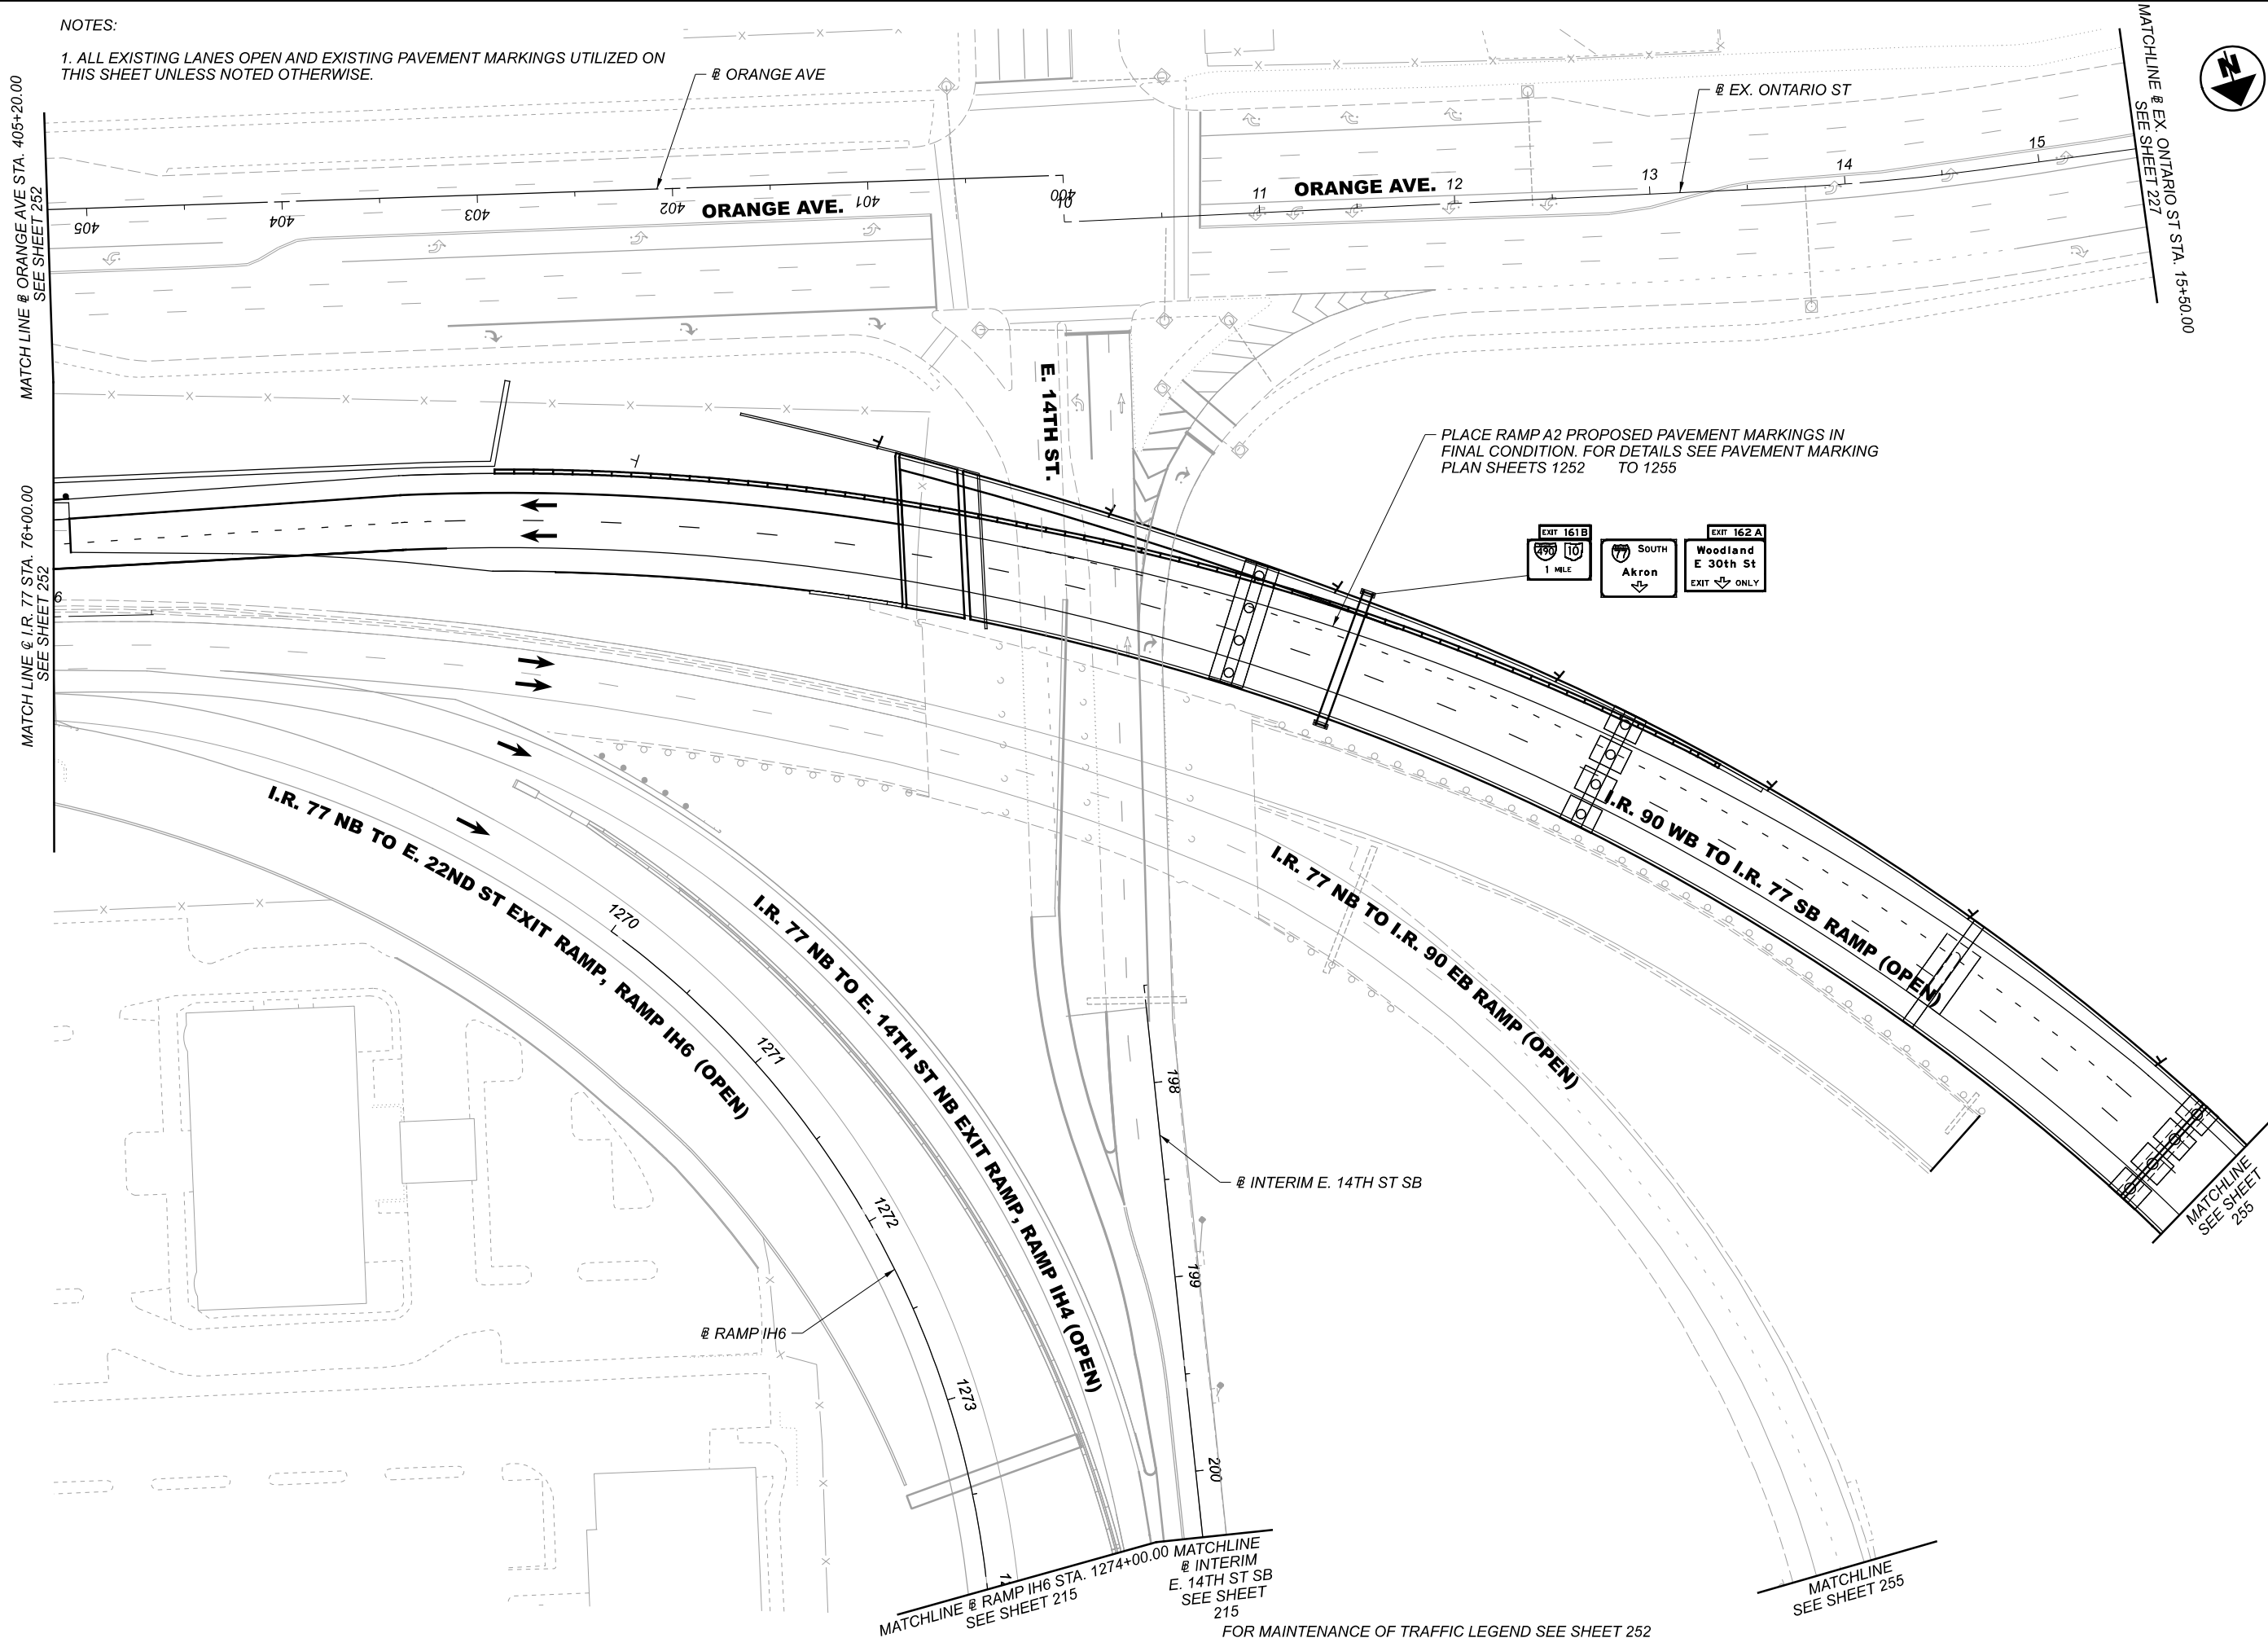 NOTES:
1. ALL EXISTING LANES OPEN AND EXISTING PAVEMENT MARKINGS UTILIZED ON
THIS SHEET UNLESS NOTED OTHERWISE.
℄ ORANGE AVE
℄ EX. ONTARIO ST
MATCHLINE ℄ EX. ONTARIO ST STA. 15+50.00
SEE SHEET 227
N
MATCH LINE ℄ ORANGE AVE STA. 405+20.00
SEE SHEET 252
405
404
403
402
401
400
10
11
12
13
14
15
ORANGE AVE.
ORANGE AVE.
E. 14TH ST.
PLACE RAMP A2 PROPOSED PAVEMENT MARKINGS IN
FINAL CONDITION. FOR DETAILS SEE PAVEMENT MARKING
PLAN SHEETS 1252 TO 1255
EXIT 161B
490 10
1 MILE
77 SOUTH
Akron
EXIT 162 A
Woodland
E 30th St
EXIT ONLY
MATCH LINE ℄ I.R. 77 STA. 76+00.00
SEE SHEET 252
6
I.R. 77 NB TO E. 22ND ST EXIT RAMP, RAMP IH6 (OPEN)
I.R. 77 NB TO E. 14TH ST NB EXIT RAMP, RAMP IH4 (OPEN)
I.R. 77 NB TO I.R. 90 EB RAMP (OPEN)
I.R. 90 WB TO I.R. 77 SB RAMP (OPEN)
1270
1271
1272
1273
198
199
200
℄ INTERIM E. 14TH ST SB
℄ RAMP IH6
MATCHLINE
SEE SHEET
255
MATCHLINE ℄ RAMP IH6 STA. 1274+00.00
SEE SHEET 215
MATCHLINE
℄ INTERIM
E. 14TH ST SB
SEE SHEET
215
MATCHLINE
SEE SHEET 255
FOR MAINTENANCE OF TRAFFIC LEGEND SEE SHEET 252